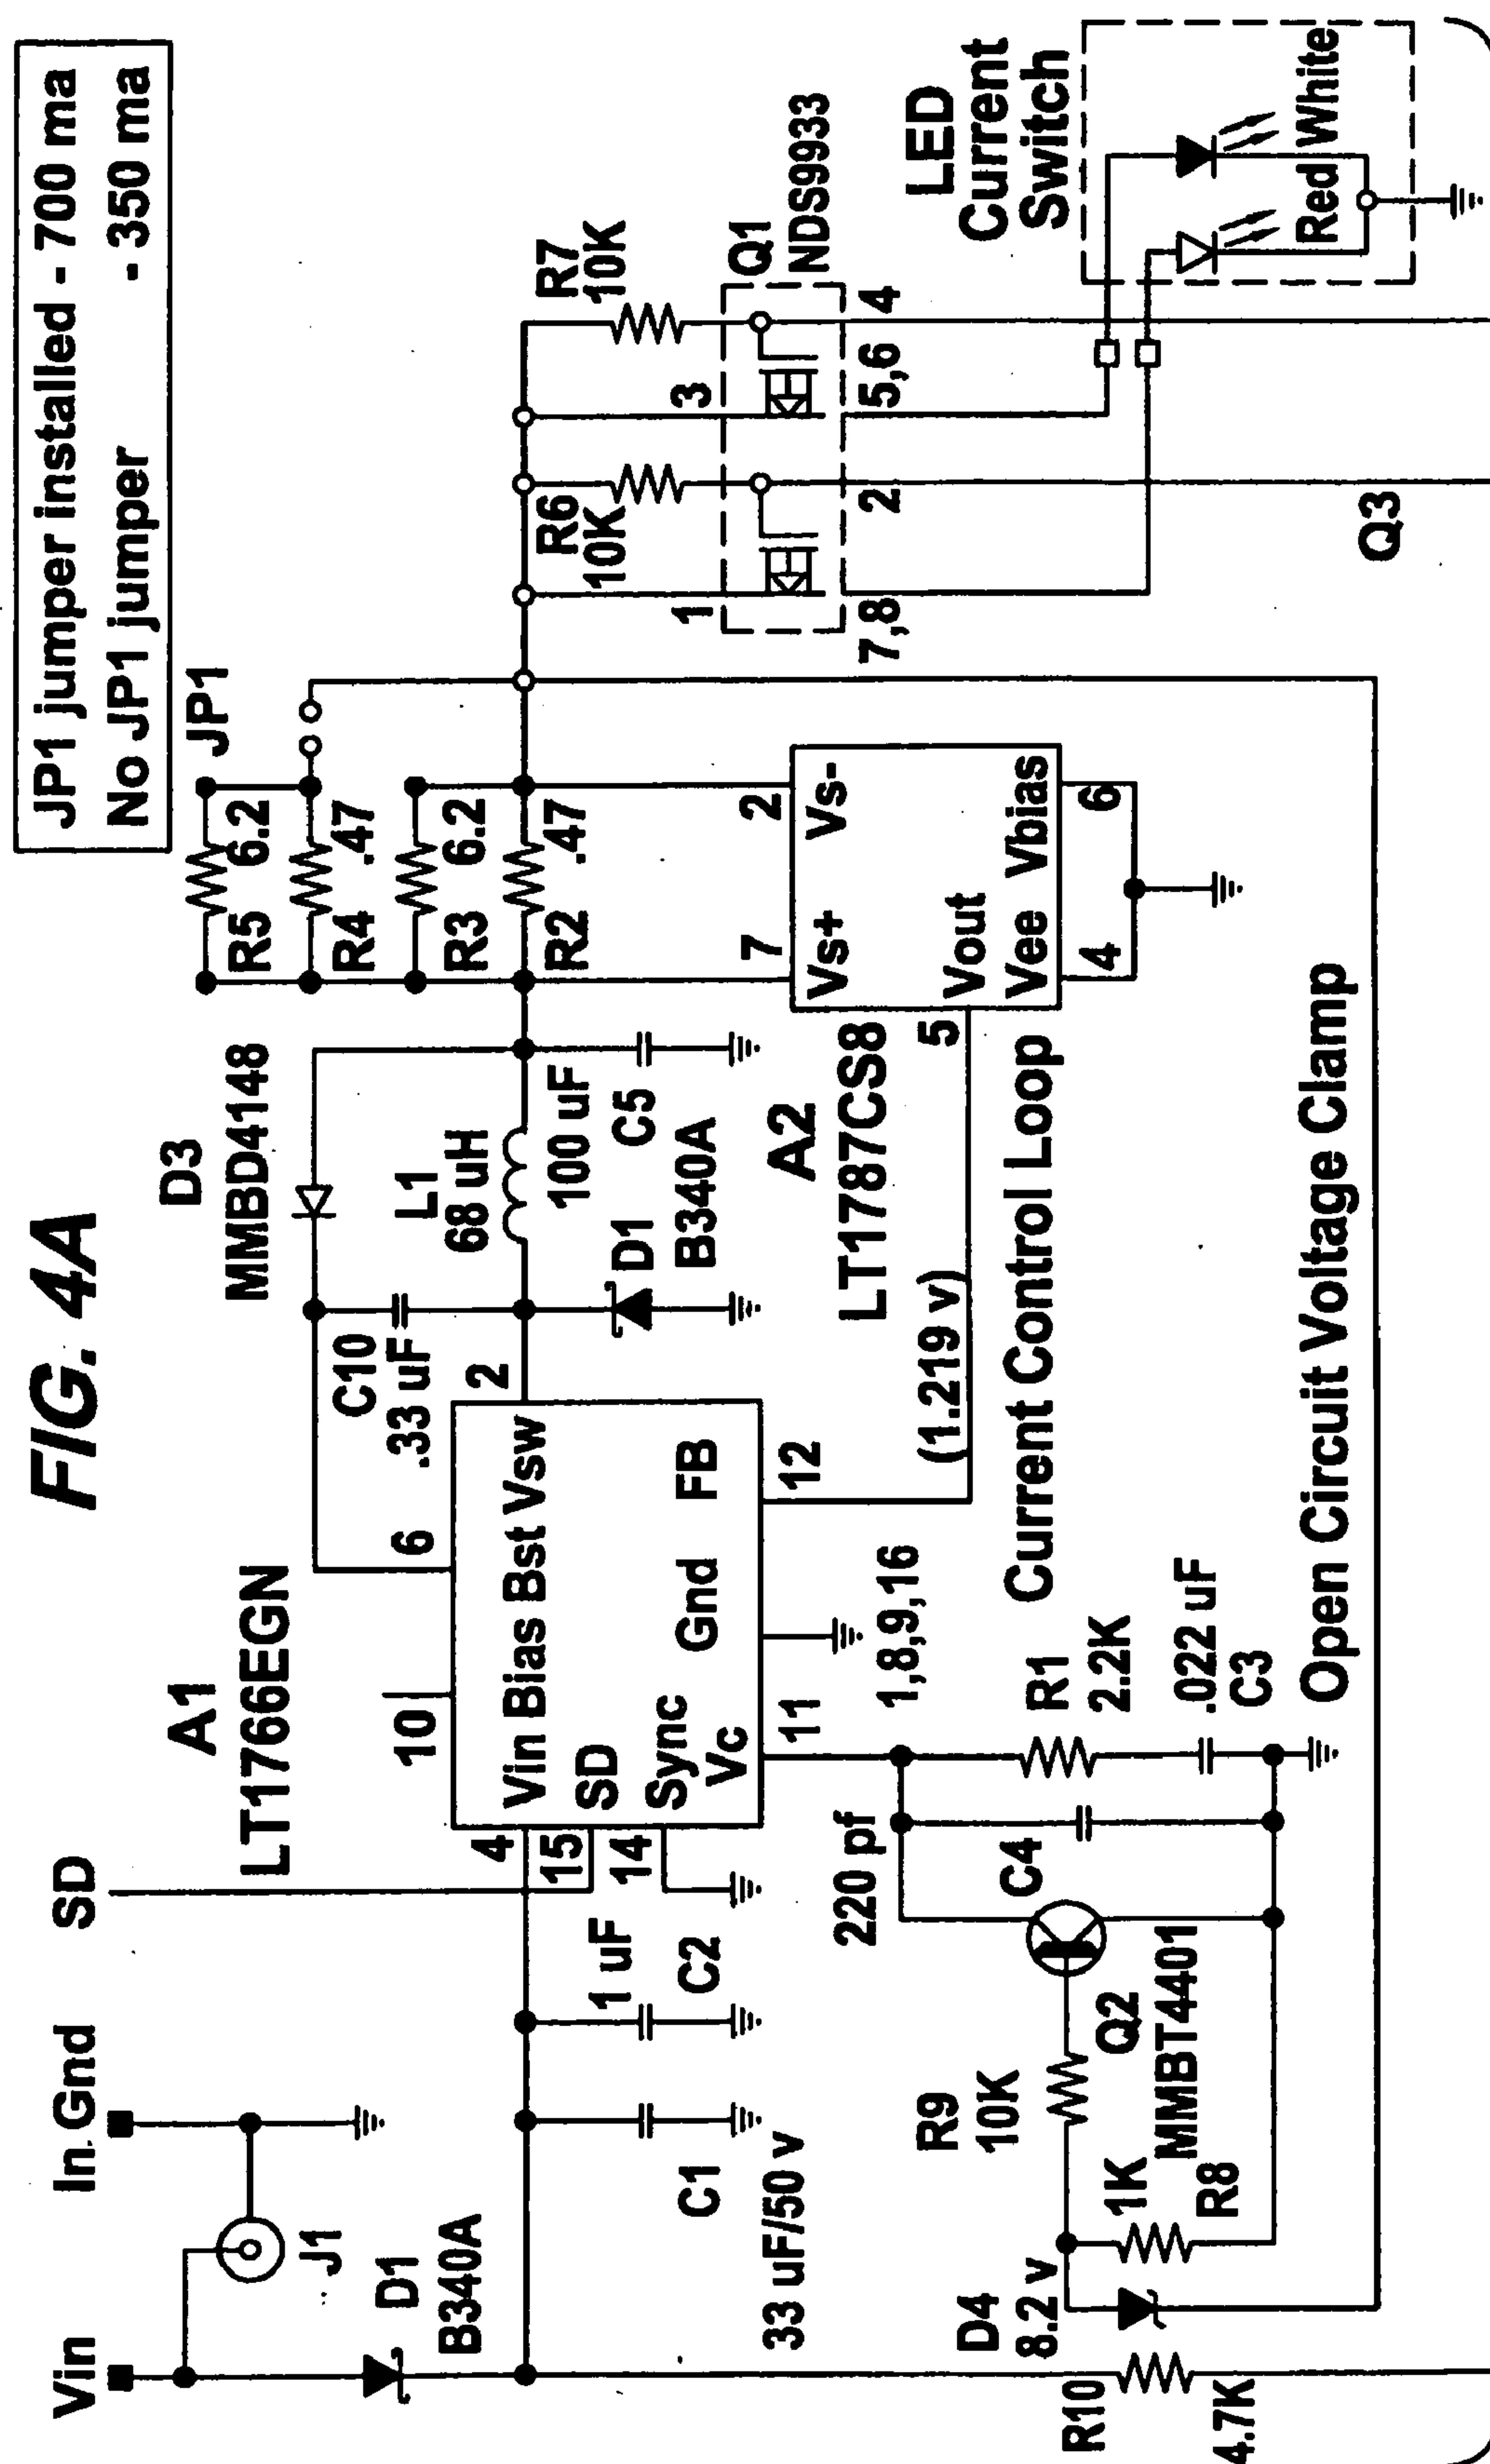 FIG. 4A
JP1 jumper installed - 700 ma
No JP1 jumper - 350 ma
Vin
In Gnd
SD
J1
D1
B340A
A1
LT1766EGN
D3
MMBD4148
JP1
R5 6.2
R4 .47
R3 6.2
R2 .47
C10
.33 uF
L1
68 uH
100 uF
C5
D1
B340A
10
6
2
4
15
14
Vin Bias Bst Vsw
SD
Sync
Vc
Gnd
FB
11
1,8,9,16
12
1 uF
C2
C1
33 uF/50 v
R7
10K
R6
10K
1
3
Q1
NDS9933
7,8
2
5,6
4
A2
LT1787CS8
7
2
Vs+
Vs-
Vout
Vee
Vbias
5
4
6
(1.219 v)
Current Control Loop
LED
Current
Switch
Red
White
220 pf
C4
R1
2.2K
.022 uF
C3
R9
10K
Q2
MMBT4401
1K
R8
D4
8.2 v
R10
4.7K
Open Circuit Voltage Clamp
Q3